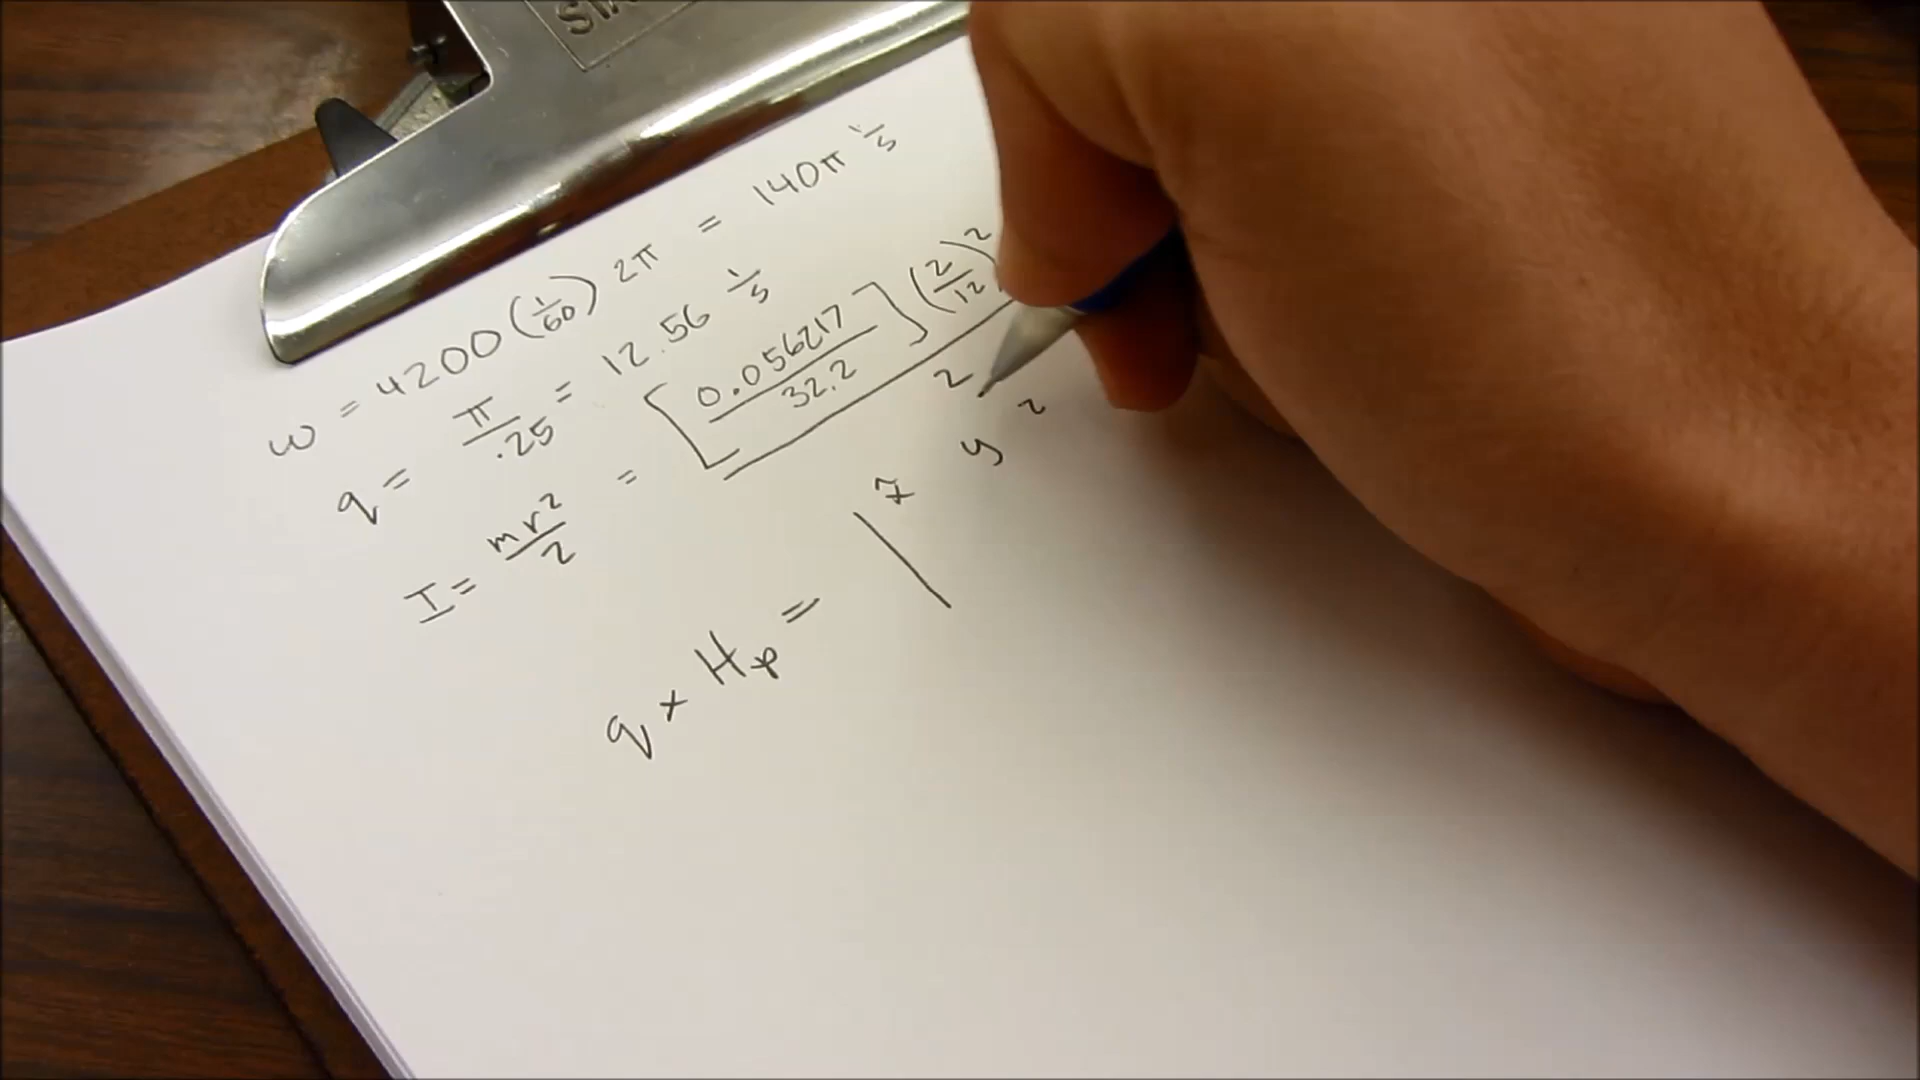 ω = 4200 (1/60) 2π = 140π 1/s
q = π/.25 = 12.56 1/s
I = mr²/2 = [0.056217/32.2] (2/12)² / 2
q × Hp = | x y z